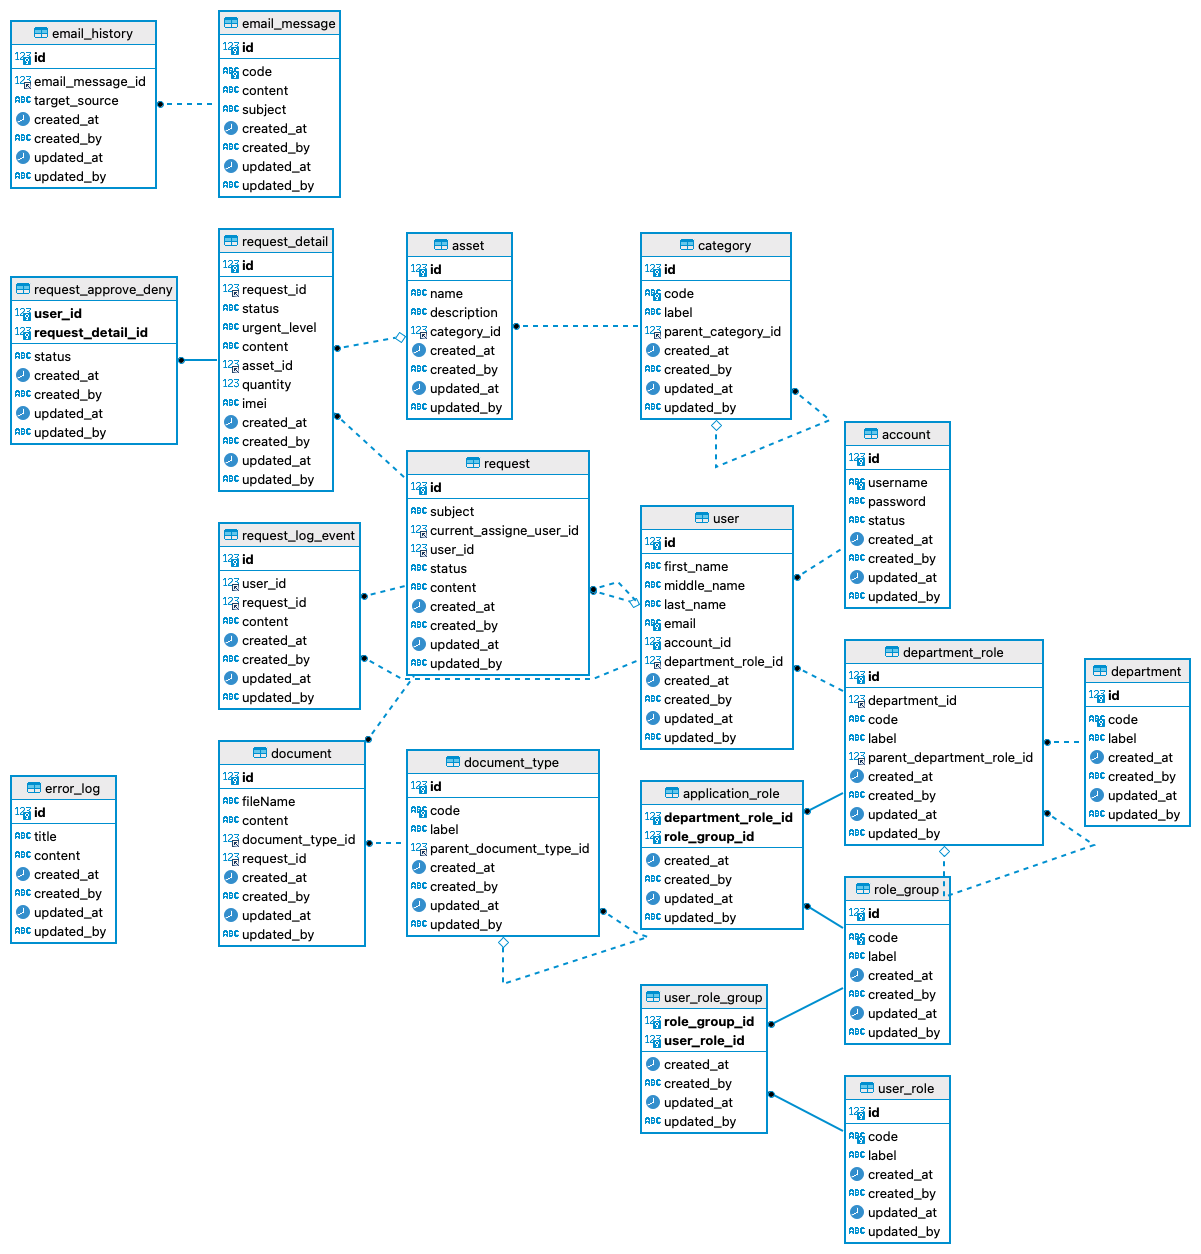 email_history
id
email_message_id
target_source
created_at
created_by
updated_at
updated_by
email_message
id
code
content
subject
created_at
created_by
updated_at
updated_by
request_approve_deny
user_id
request_detail_id
status
created_at
created_by
updated_at
updated_by
request_detail
id
request_id
status
urgent_level
content
asset_id
quantity
imei
created_at
created_by
updated_at
updated_by
asset
id
name
description
category_id
created_at
created_by
updated_at
updated_by
category
id
code
label
parent_category_id
created_at
created_by
updated_at
updated_by
account
id
username
password
status
created_at
created_by
updated_at
updated_by
request
id
subject
current_assigne_user_id
user_id
status
content
created_at
created_by
updated_at
updated_by
request_log_event
id
user_id
request_id
content
created_at
created_by
updated_at
updated_by
user
id
first_name
middle_name
last_name
email
account_id
department_role_id
created_at
created_by
updated_at
updated_by
department_role
id
department_id
code
label
parent_department_role_id
created_at
created_by
updated_at
updated_by
department
id
code
label
created_at
created_by
updated_at
updated_by
error_log
id
title
content
created_at
created_by
updated_at
updated_by
document
id
fileName
content
document_type_id
request_id
created_at
created_by
updated_at
updated_by
document_type
id
code
label
parent_document_type_id
created_at
created_by
updated_at
updated_by
application_role
department_role_id
role_group_id
created_at
created_by
updated_at
updated_by
role_group
id
code
label
created_at
created_by
updated_at
updated_by
user_role_group
role_group_id
user_role_id
created_at
created_by
updated_at
updated_by
user_role
id
code
label
created_at
created_by
updated_at
updated_by